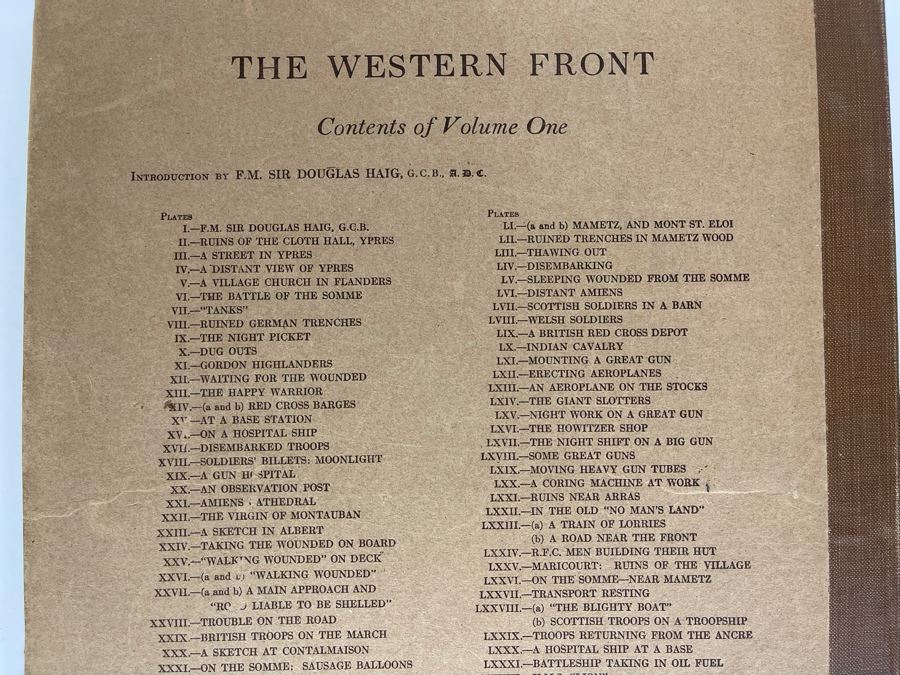 THE WESTERN FRONT
Contents of Volume One
INTRODUCTION BY F.M. SIR DOUGLAS HAIG, G.C.B., A.D.C.
PLATES
I.—F.M. SIR DOUGLAS HAIG, G.C.B.
II.—RUINS OF THE CLOTH HALL, YPRES
III.—A STREET IN YPRES
IV.—A DISTANT VIEW OF YPRES
V.—A VILLAGE CHURCH IN FLANDERS
VI.—THE BATTLE OF THE SOMME
VII.—"TANKS"
VIII.—RUINED GERMAN TRENCHES
IX.—THE NIGHT PICKET
X.—DUG OUTS
XI.—GORDON HIGHLANDERS
XII.—WAITING FOR THE WOUNDED
XIII.—THE HAPPY WARRIOR
XIV.—(a and b) RED CROSS BARGES
XV —AT A BASE STATION
XV .—ON A HOSPITAL SHIP
XVII.—DISEMBARKED TROOPS
XVIII.—SOLDIERS' BILLETS: MOONLIGHT
XIX.—A GUN H SPITAL
XX.—AN OBSERVATION POST
XXI.—AMIENS ATHEDRAL
XXII.—THE VIRGIN OF MONTAUBAN
XXIII.—A SKETCH IN ALBERT
XXIV.—TAKING THE WOUNDED ON BOARD
XXV.—"WALKING WOUNDED" ON DECK
XXVI.—(a and b) "WALKING WOUNDED"
XXVII.—(a and b) A MAIN APPROACH AND
"RO D LIABLE TO BE SHELLED"
XXVIII.—TROUBLE ON THE ROAD
XXIX.—BRITISH TROOPS ON THE MARCH
XXX.—A SKETCH AT CONTALMAISON
XXXI.—ON THE SOMME: SAUSAGE BALLOONS
PLATES
LI.—(a and b) MAMETZ, AND MONT ST. ELOI
LII.—RUINED TRENCHES IN MAMETZ WOOD
LIII.—THAWING OUT
LIV.—DISEMBARKING
LV.—SLEEPING WOUNDED FROM THE SOMME
LVI.—DISTANT AMIENS
LVII.—SCOTTISH SOLDIERS IN A BARN
LVIII.—WELSH SOLDIERS
LIX.—A BRITISH RED CROSS DEPOT
LX.—INDIAN CAVALRY
LXI.—MOUNTING A GREAT GUN
LXII.—ERECTING AEROPLANES
LXIII.—AN AEROPLANE ON THE STOCKS
LXIV.—THE GIANT SLOTTERS
LXV.—NIGHT WORK ON A GREAT GUN
LXVI.—THE HOWITZER SHOP
LXVII.—THE NIGHT SHIFT ON A BIG GUN
LXVIII.—SOME GREAT GUNS
LXIX.—MOVING HEAVY GUN TUBES
LXX.—A CORING MACHINE AT WORK
LXXI.—RUINS NEAR ARRAS
LXXII.—IN THE OLD "NO MAN'S LAND"
LXXIII.—(a) A TRAIN OF LORRIES
(b) A ROAD NEAR THE FRONT
LXXIV.—R.F.C. MEN BUILDING THEIR HUT
LXXV.—MARICOURT: RUINS OF THE VILLAGE
LXXVI.—ON THE SOMME—NEAR MAMETZ
LXXVII.—TRANSPORT RESTING
LXXVIII.—(a) "THE BLIGHTY BOAT"
(b) SCOTTISH TROOPS ON A TROOPSHIP
LXXIX.—TROOPS RETURNING FROM THE ANCRE
LXXX.—A HOSPITAL SHIP AT A BASE
LXXXI.—BATTLESHIP TAKING IN OIL FUEL